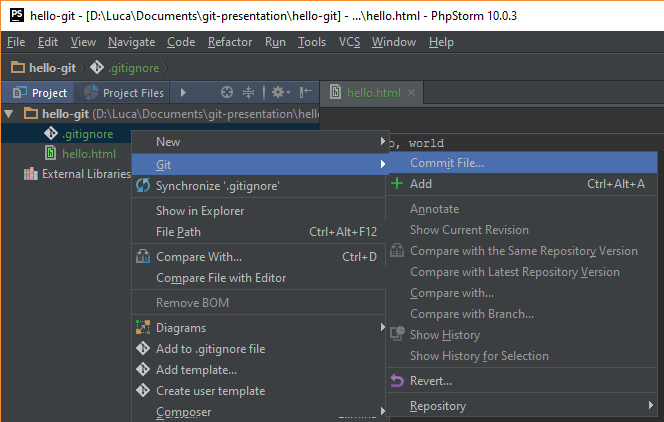 PS hello-git - [D:\Luca\Documents\git-presentation\hello-git] - ...\hello.html - PhpStorm 10.0.3
File Edit View Navigate Code Refactor Run Tools VCS Window Help
hello-git .gitignore
Project Project Files hello.html
hello-git (D:\Luca\Documents\git-presentation\hello
.gitignore
hello.html
External Libraries
, world
New
Git
Synchronize '.gitignore'
Show in Explorer
File Path Ctrl+Alt+F12
Compare With... Ctrl+D
Compare File with Editor
Remove BOM
Diagrams
Add to .gitignore file
Add template...
Create user template
Composer
Commit File...
Add Ctrl+Alt+A
Annotate
Show Current Revision
Compare with the Same Repository Version
Compare with Latest Repository Version
Compare with...
Compare with Branch...
Show History
Show History for Selection
Revert...
Repository